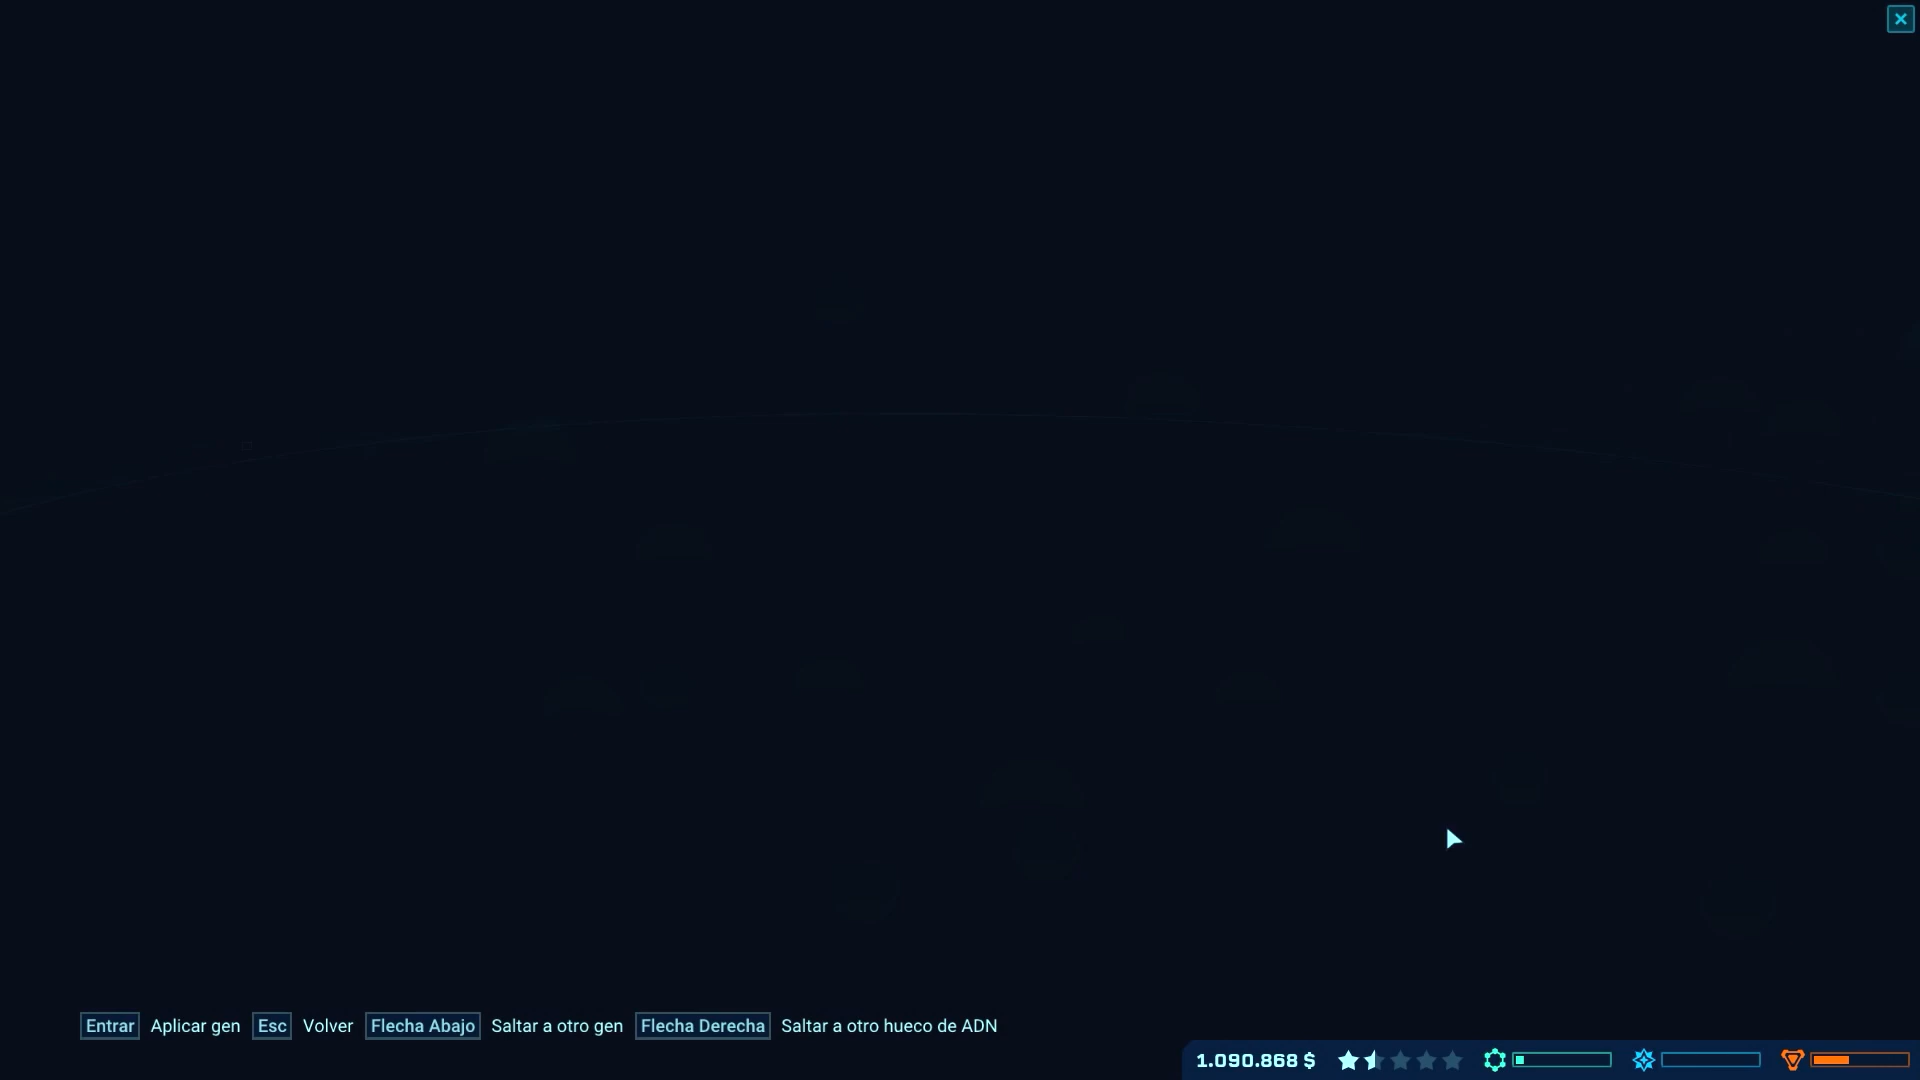 Entrar Aplicar gen Esc Volver Flecha Abajo Saltar a otro gen Flecha Derecha Saltar a otro hueco de ADN
1.090.868 $